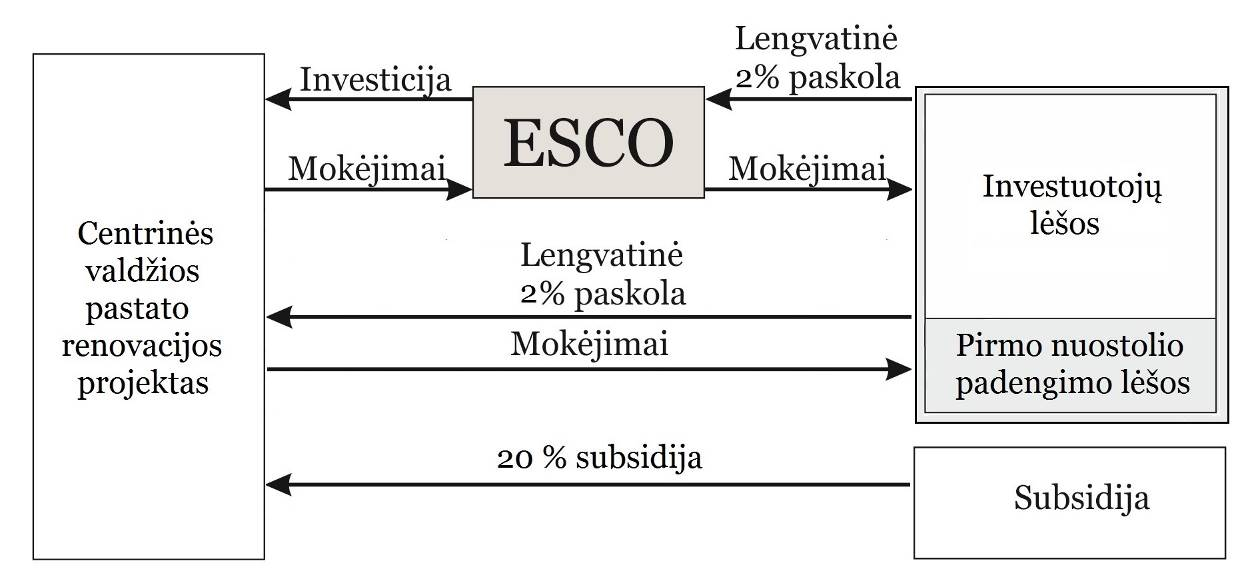 Lengvatinė
2% paskola
Investicija
ESCO
Mokėjimai
Mokėjimai
Investuotojų
lėšos
Centrinės
valdžios
pastato
renovacijos
projektas
Lengvatinė
2% paskola
Mokėjimai
Pirmo nuostolio
padengimo lėšos
20 % subsidija
Subsidija